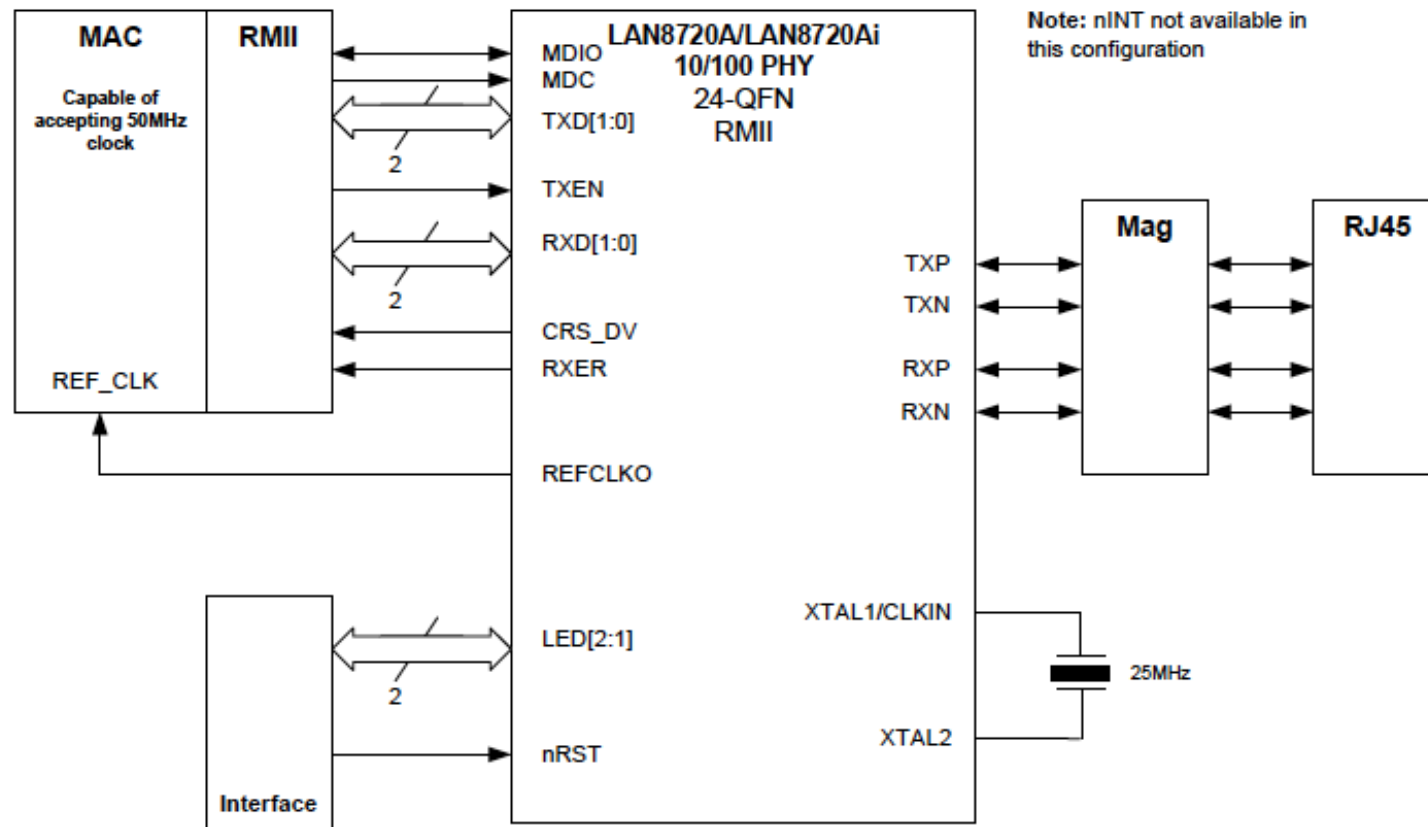 MAC
RMII
Capable of
accepting 50MHz
clock
REF_CLK
LAN8720A/LAN8720Ai
10/100 PHY
24-QFN
RMII
Note: nINT not available in
this configuration
MDIO
MDC
TXD[1:0]
2
TXEN
RXD[1:0]
2
CRS_DV
RXER
REFCLKO
LED[2:1]
2
nRST
Interface
TXP
TXN
RXP
RXN
Mag
RJ45
XTAL1/CLKIN
25MHz
XTAL2